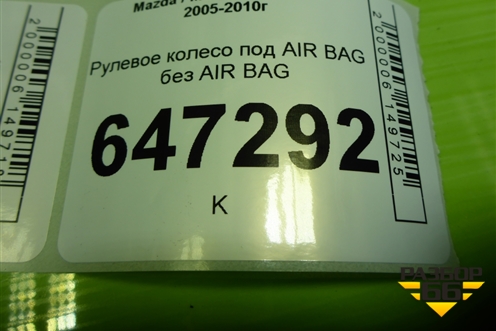 Mazda
2005-2010г
Рулевое колесо под AIR BAG
без AIR BAG
647292
K
2000006149725
РАЗБОР
66